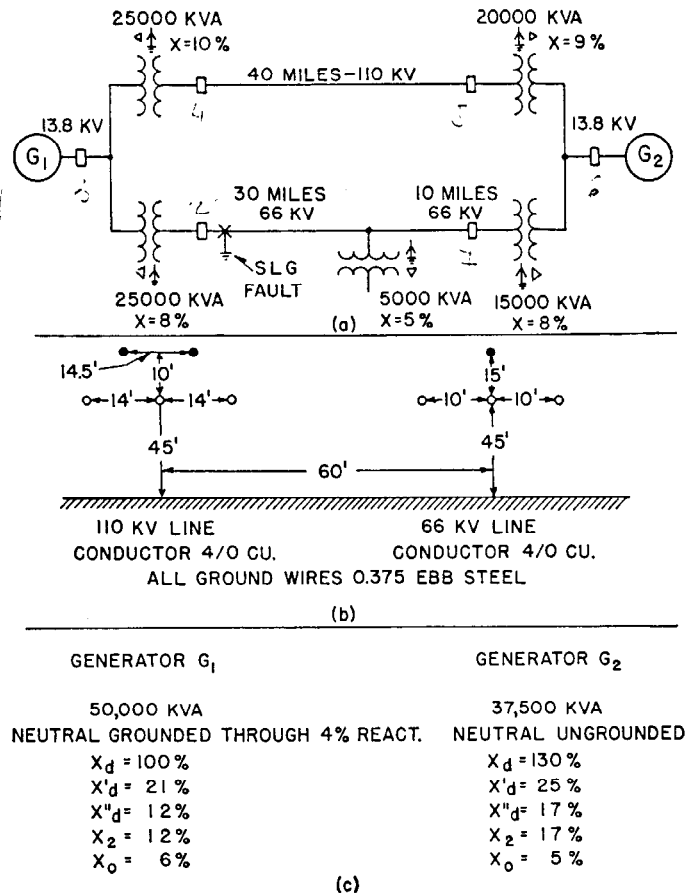 25000 KVA
X=10%
20000 KVA
X=9%
40 MILES-110 KV
4
13.8 KV
13.8 KV
G1
G2
6
2
30 MILES
66 KV
10 MILES
66 KV
SLG
FAULT
25000 KVA
X=8%
5000 KVA
X=5%
15000 KVA
X=8%
(a)
14.5'
10'
15'
14'
14'
10'
10'
45'
45'
60'
110 KV LINE
66 KV LINE
CONDUCTOR 4/0 CU.
CONDUCTOR 4/0 CU.
ALL GROUND WIRES 0.375 EBB STEEL
(b)
GENERATOR G1
GENERATOR G2
50,000 KVA
37,500 KVA
NEUTRAL GROUNDED THROUGH 4% REACT.
NEUTRAL UNGROUNDED
Xd = 100%
Xd = 130%
X'd = 21%
X'd = 25%
X"d = 12%
X"d = 17%
X2 = 12%
X2 = 17%
X0 = 6%
X0 = 5%
(c)